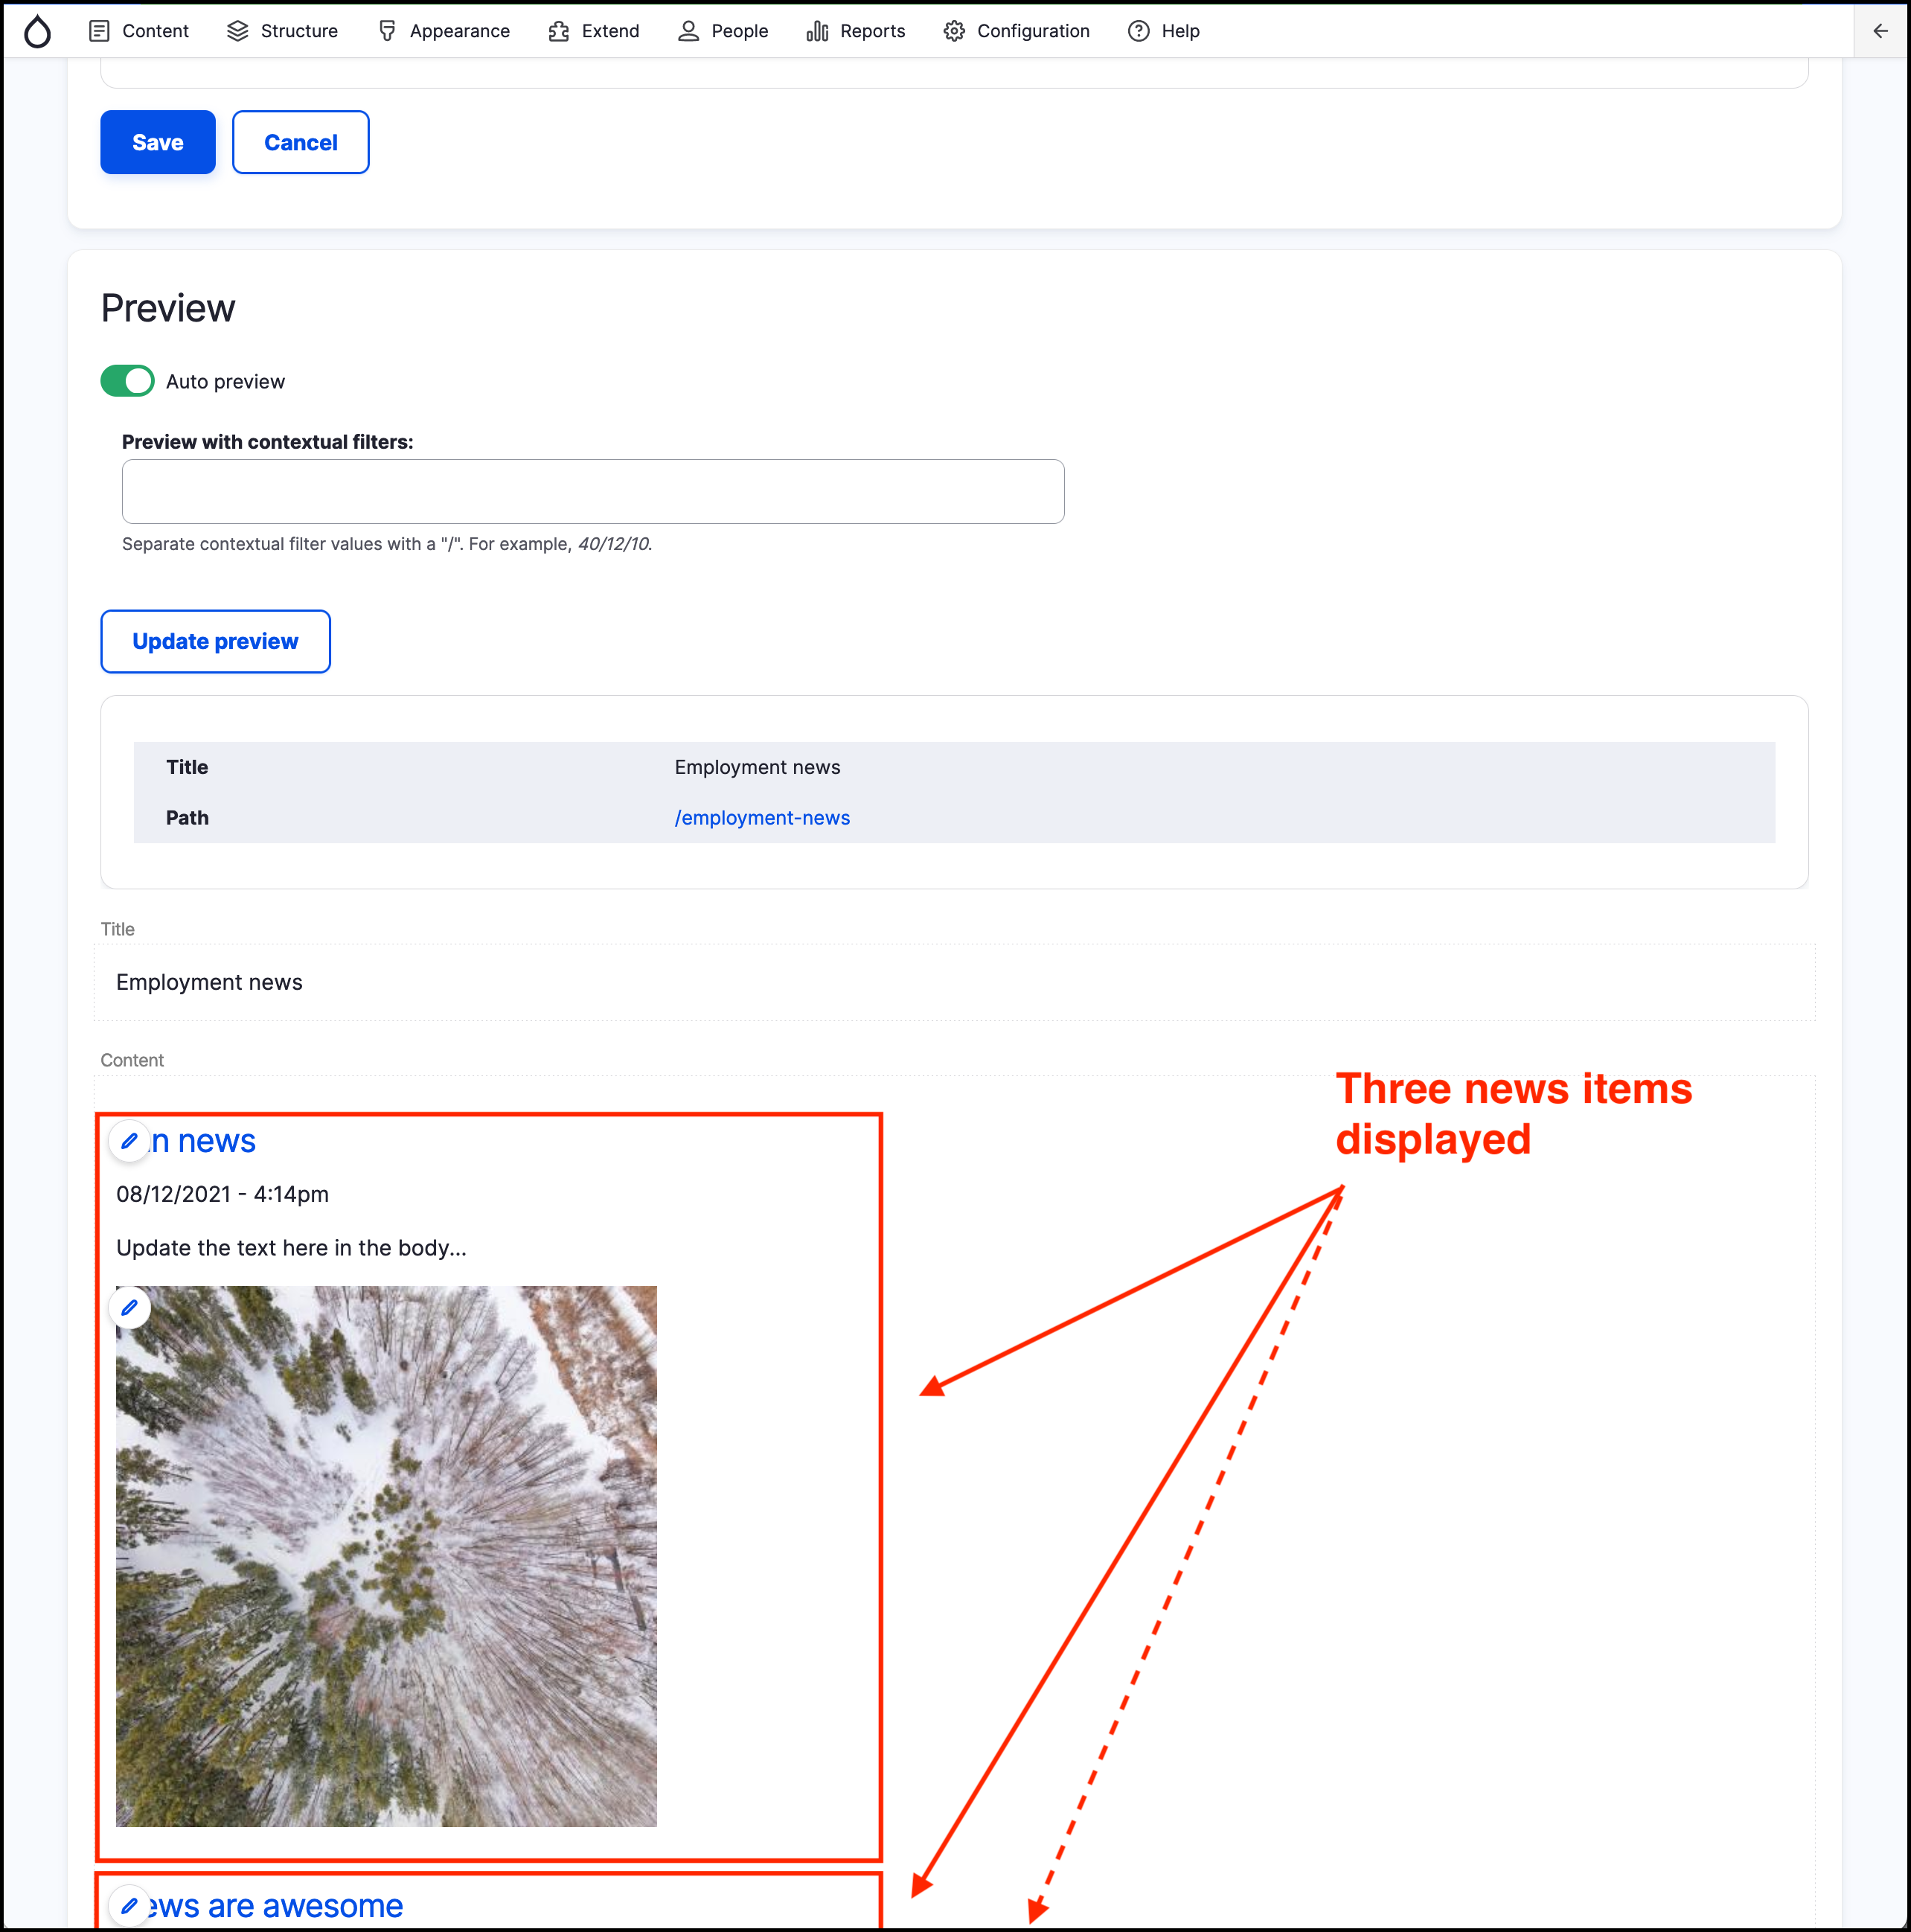 Content Structure Appearance Extend People Reports Configuration Help
Save Cancel
Preview
Auto preview
Preview with contextual filters:
Separate contextual filter values with a "/". For example, 40/12/10.
Update preview
Title Employment news
Path /employment-news
Title
Employment news
Content
Three news items
displayed
n news
08/12/2021 - 4:14pm
Update the text here in the body...
ews are awesome